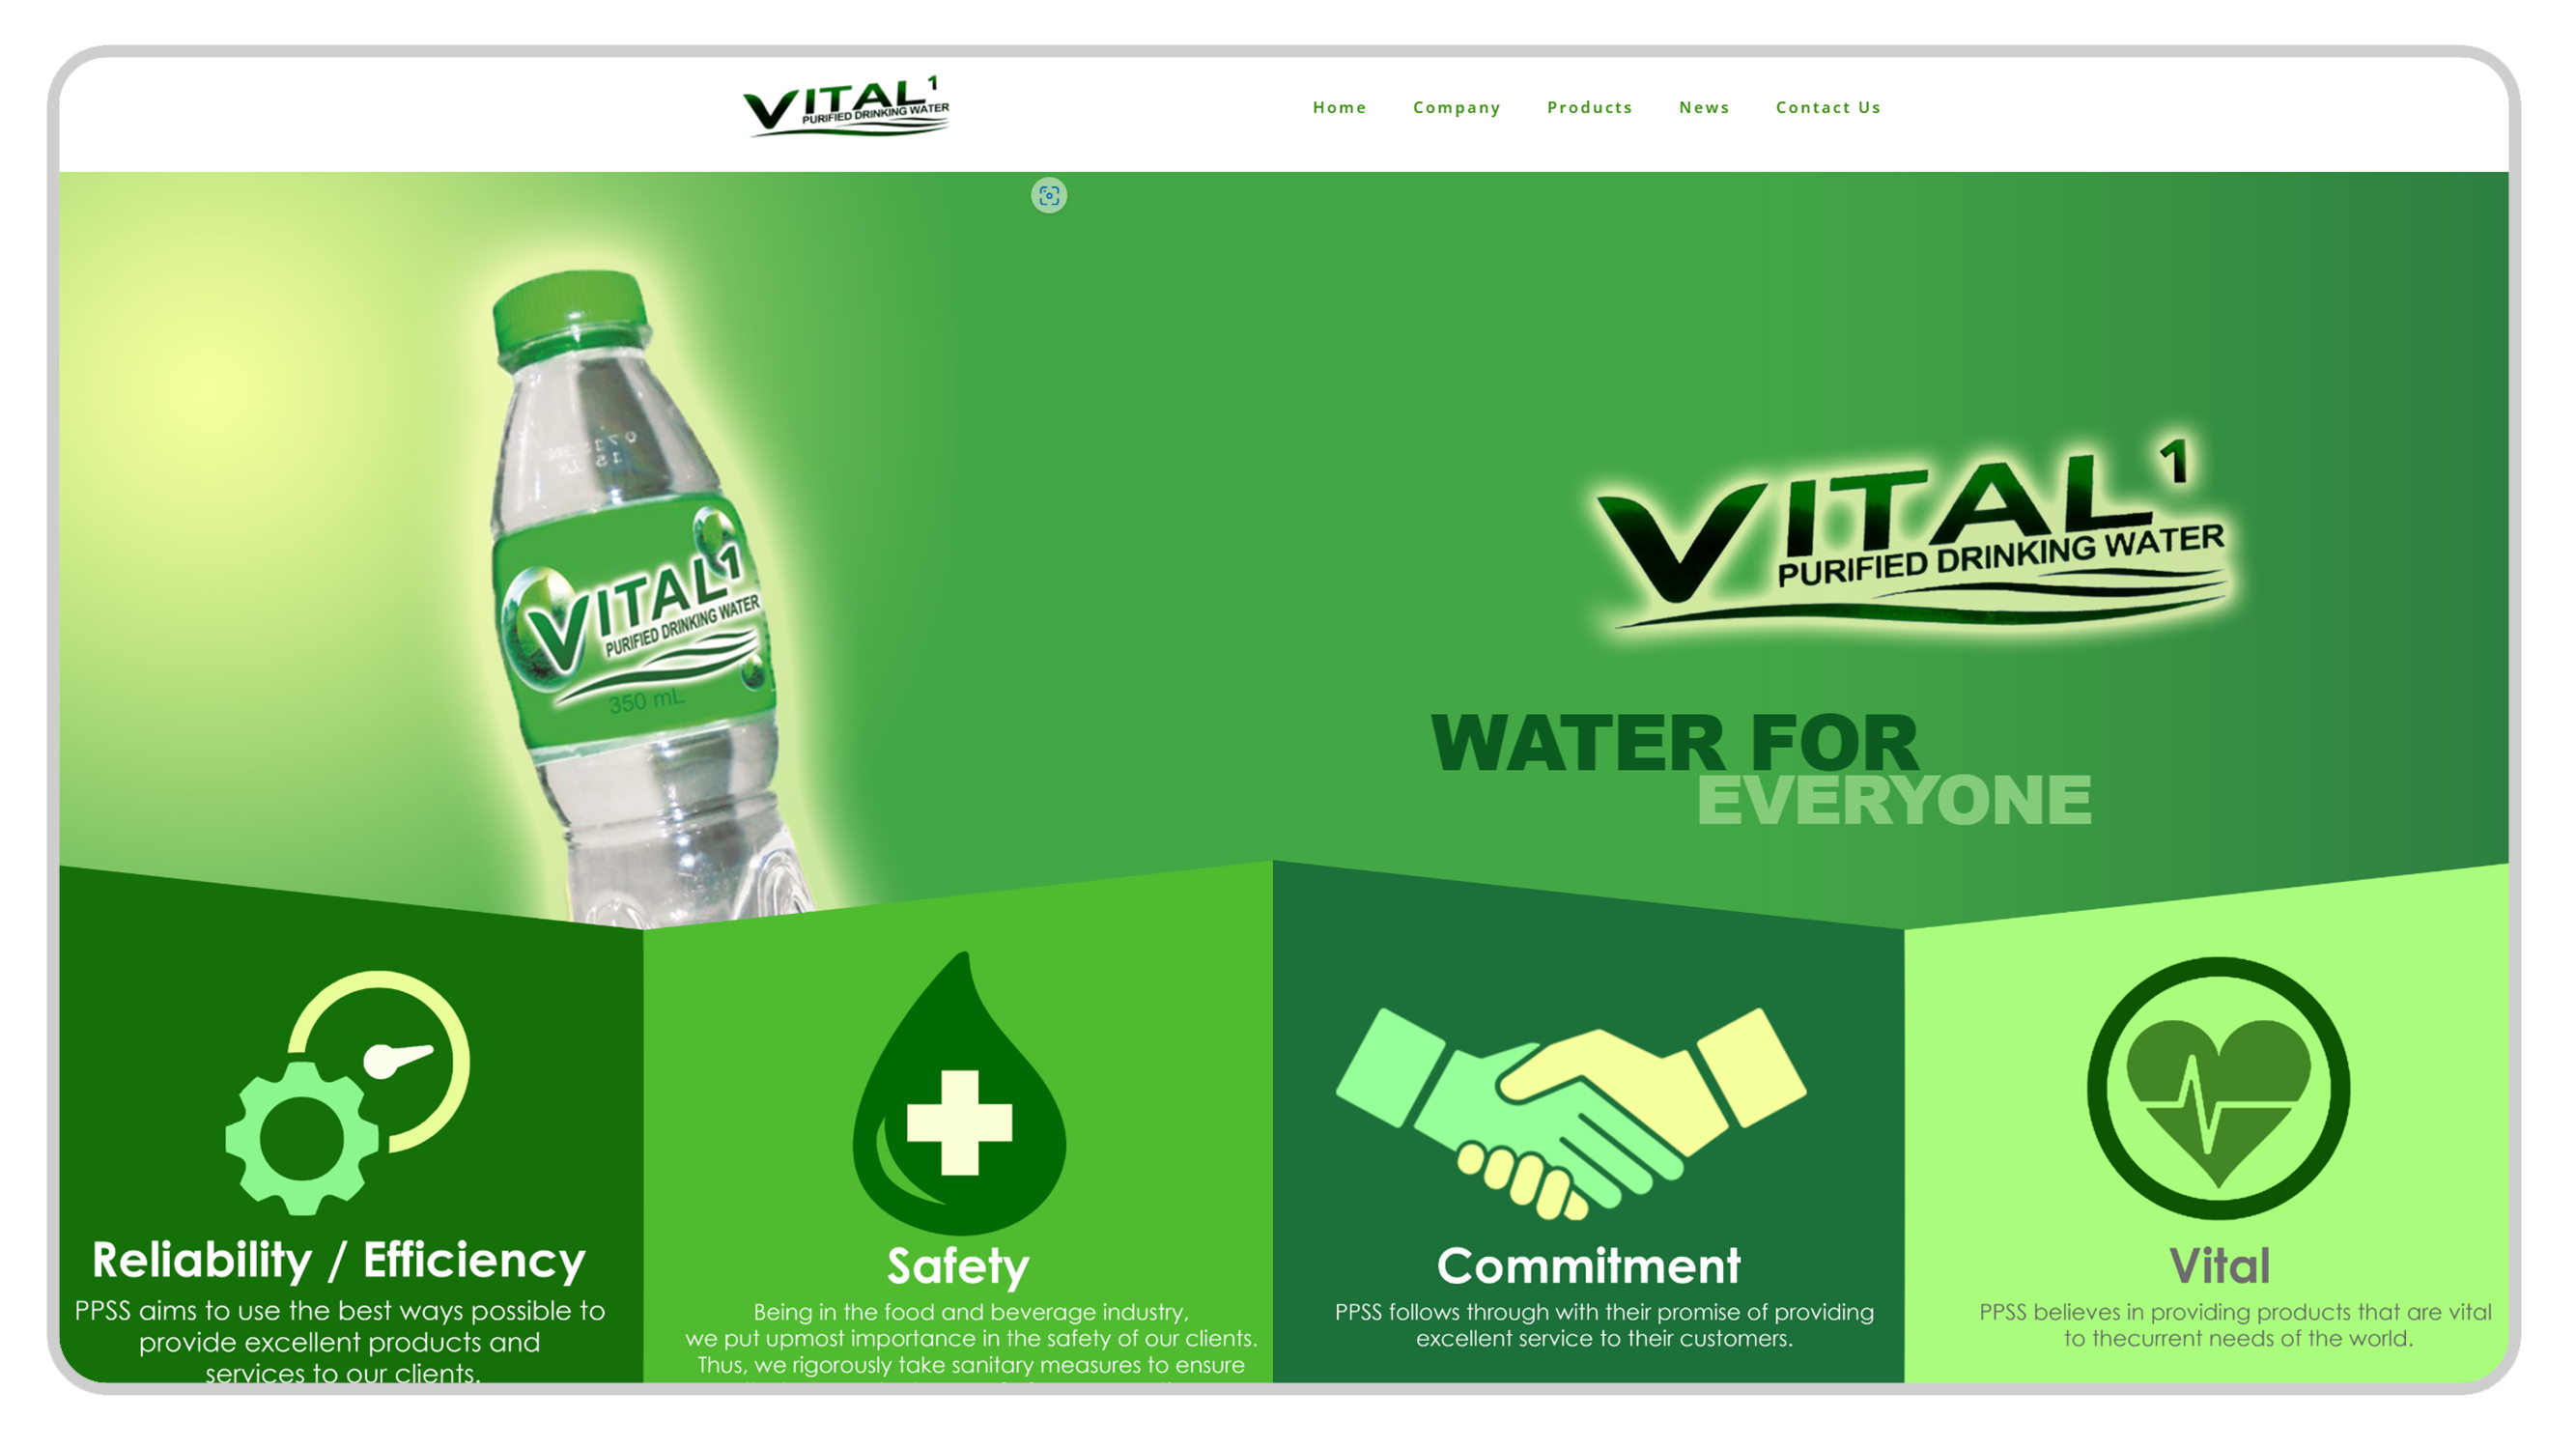 VITAL 1
PURIFIED DRINKING WATER
Home Company Products News Contact Us
VITAL 1
PURIFIED DRINKING WATER
350 mL
VITAL 1
PURIFIED DRINKING WATER
WATER FOR
EVERYONE
Reliability / Efficiency
PPSS aims to use the best ways possible to
provide excellent products and
services to our clients.
Safety
Being in the food and beverage industry,
we put upmost importance in the safety of our clients.
Thus, we rigorously take sanitary measures to ensure
Commitment
PPSS follows through with their promise of providing
excellent service to their customers.
Vital
PPSS believes in providing products that are vital
to thecurrent needs of the world.